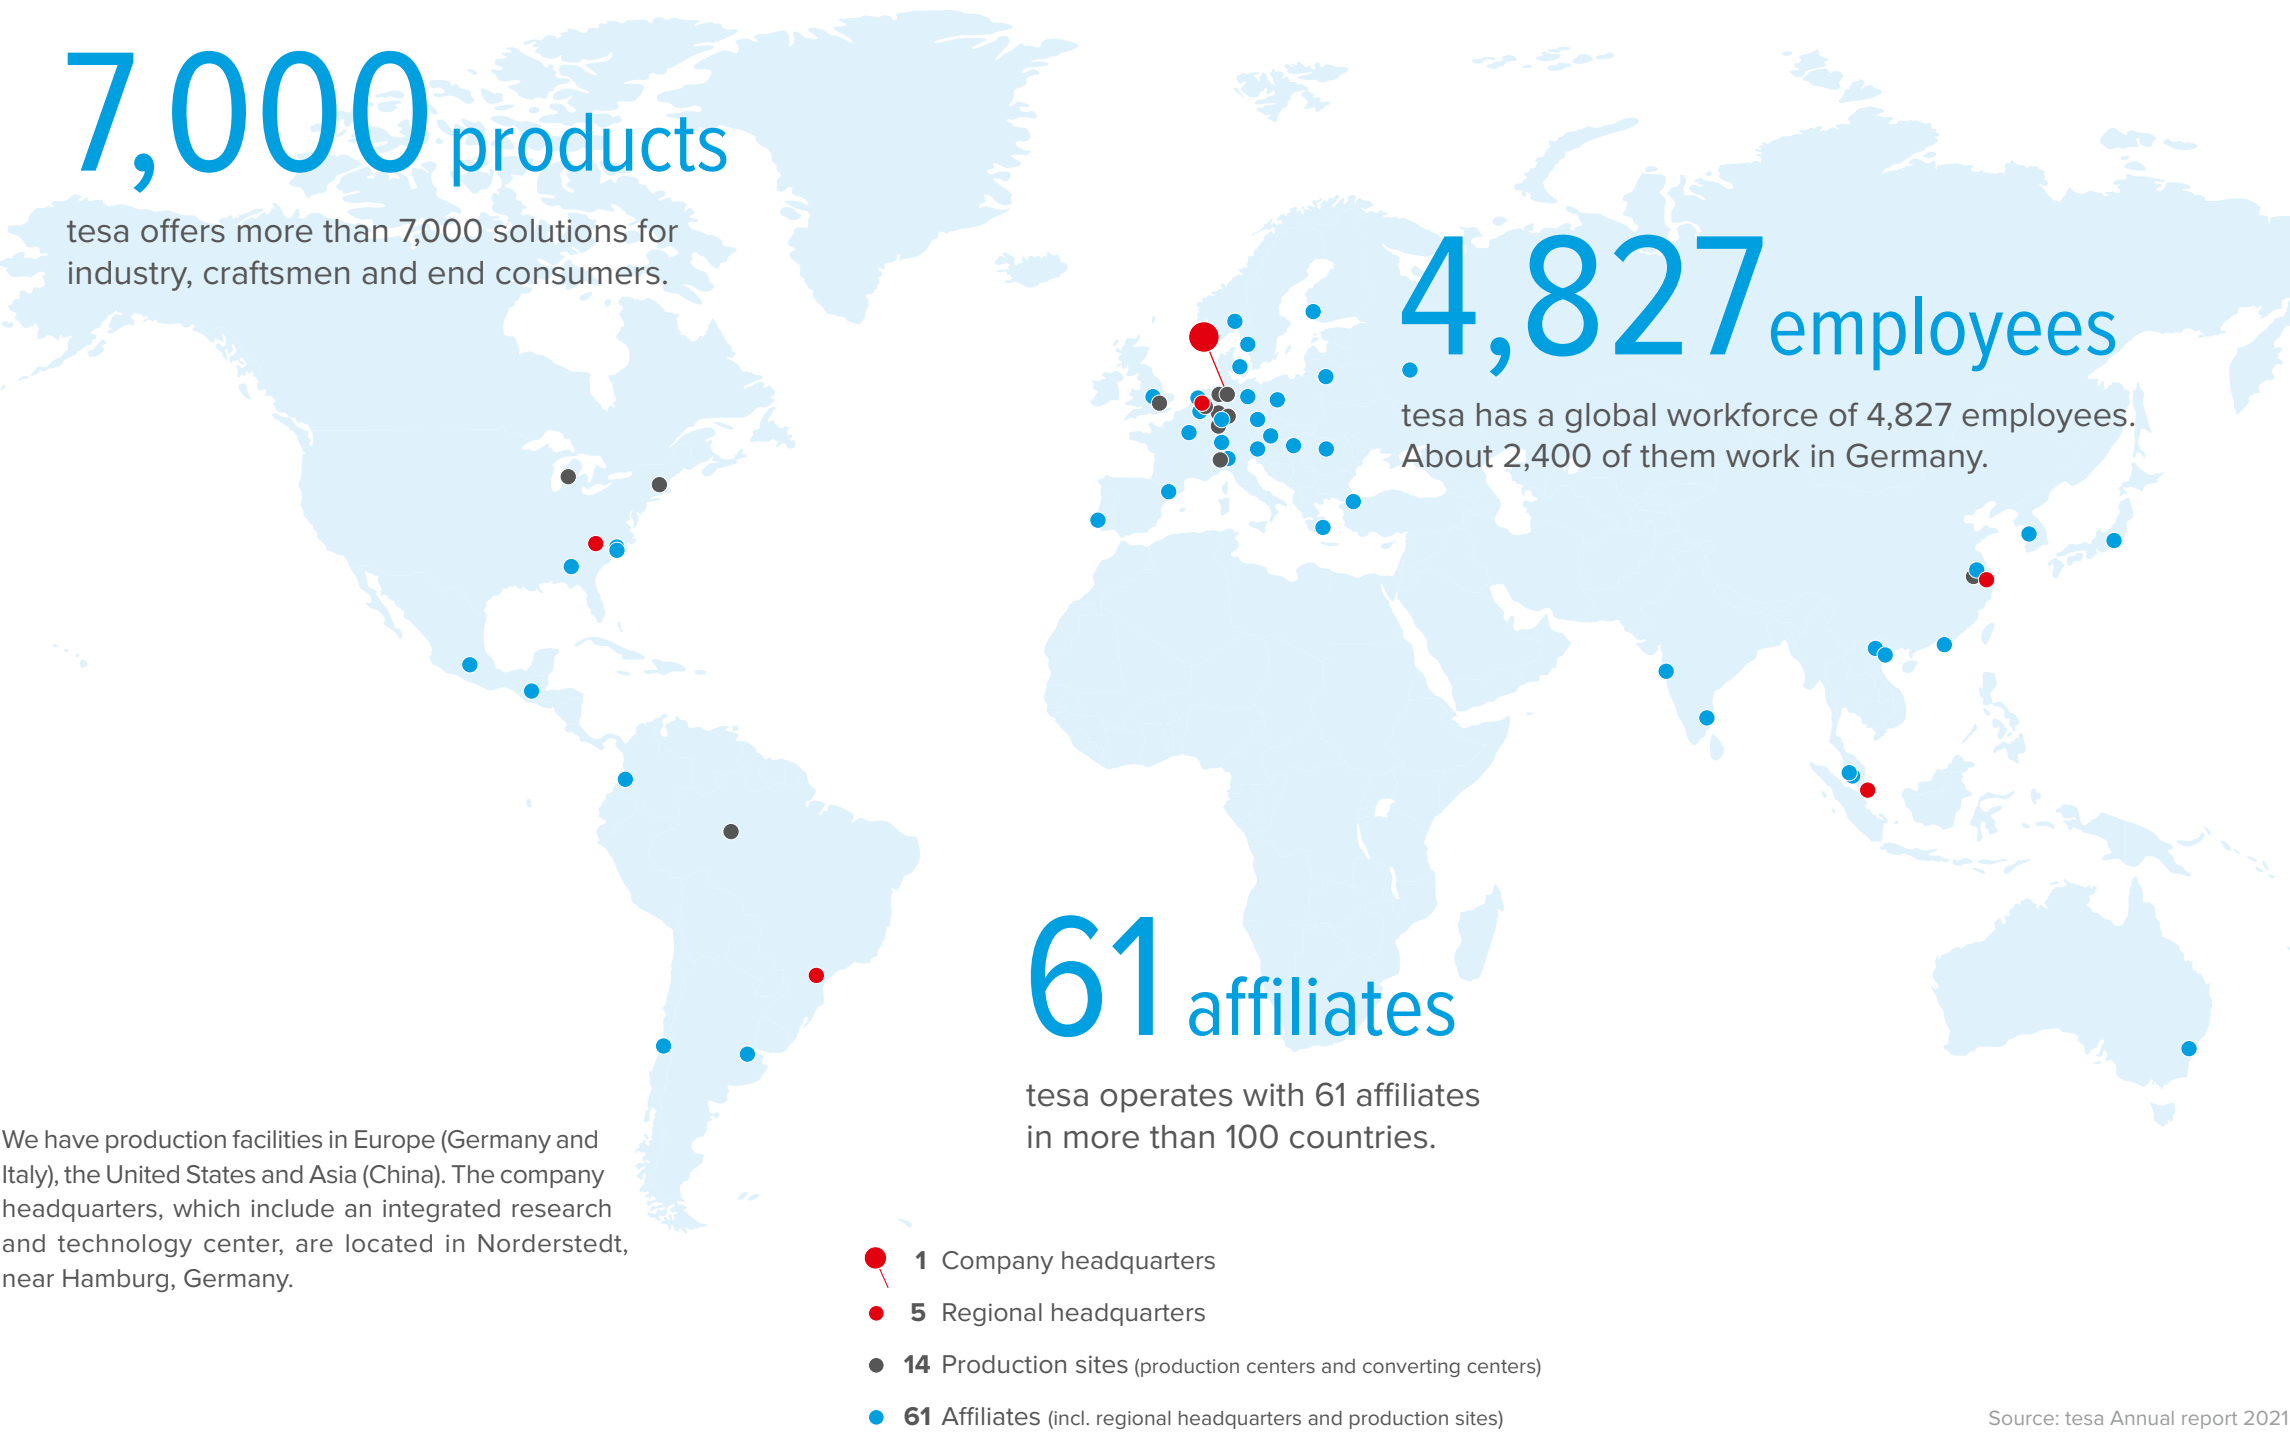 7,000 products
tesa offers more than 7,000 solutions for
industry, craftsmen and end consumers.
4,827 employees
tesa has a global workforce of 4,827 employees.
About 2,400 of them work in Germany.
61 affiliates
tesa operates with 61 affiliates
in more than 100 countries.
We have production facilities in Europe (Germany and
Italy), the United States and Asia (China). The company
headquarters, which include an integrated research
and technology center, are located in Norderstedt,
near Hamburg, Germany.
1 Company headquarters
5 Regional headquarters
14 Production sites (production centers and converting centers)
61 Affiliates (incl. regional headquarters and production sites)
Source: tesa Annual report 2021